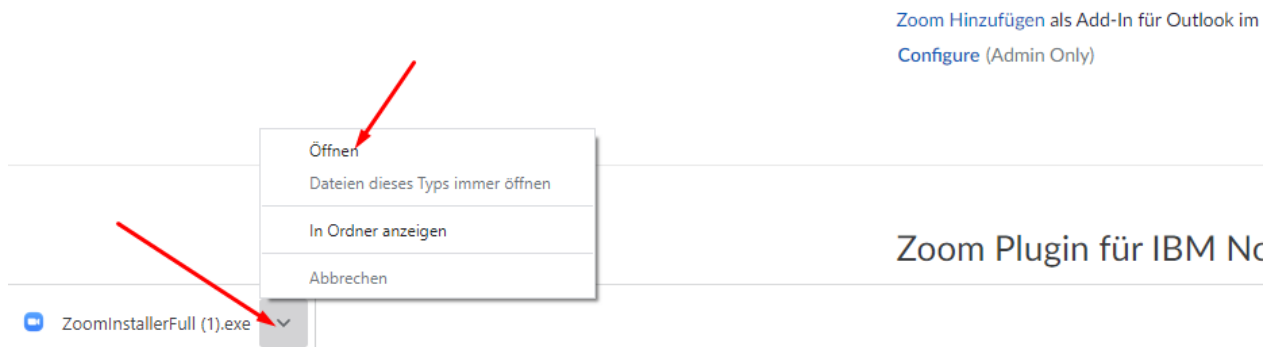 Zoom Hinzufügen als Add-In für Outlook im
Configure (Admin Only)
Öffnen
Dateien dieses Typs immer öffnen
In Ordner anzeigen
Zoom Plugin für IBM
Abbrechen
ZoomInstallerFull (1).exe